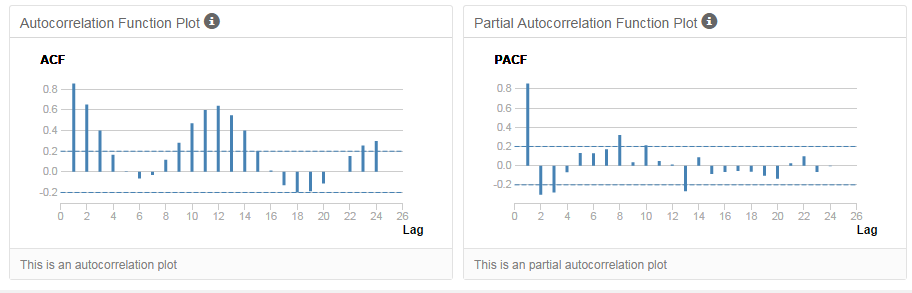 Autocorrelation Function Plot
ACF
0.8
0.6
0.4
0.2
0.0
-0.2
0 2 4 6 8 10 12 14 16 18 20 22 24 26
Lag
This is an autocorrelation plot
Partial Autocorrelation Function Plot
PACF
0.8
0.6
0.4
0.2
0.0
-0.2
0 2 4 6 8 10 12 14 16 18 20 22 24 26
Lag
This is an partial autocorrelation plot